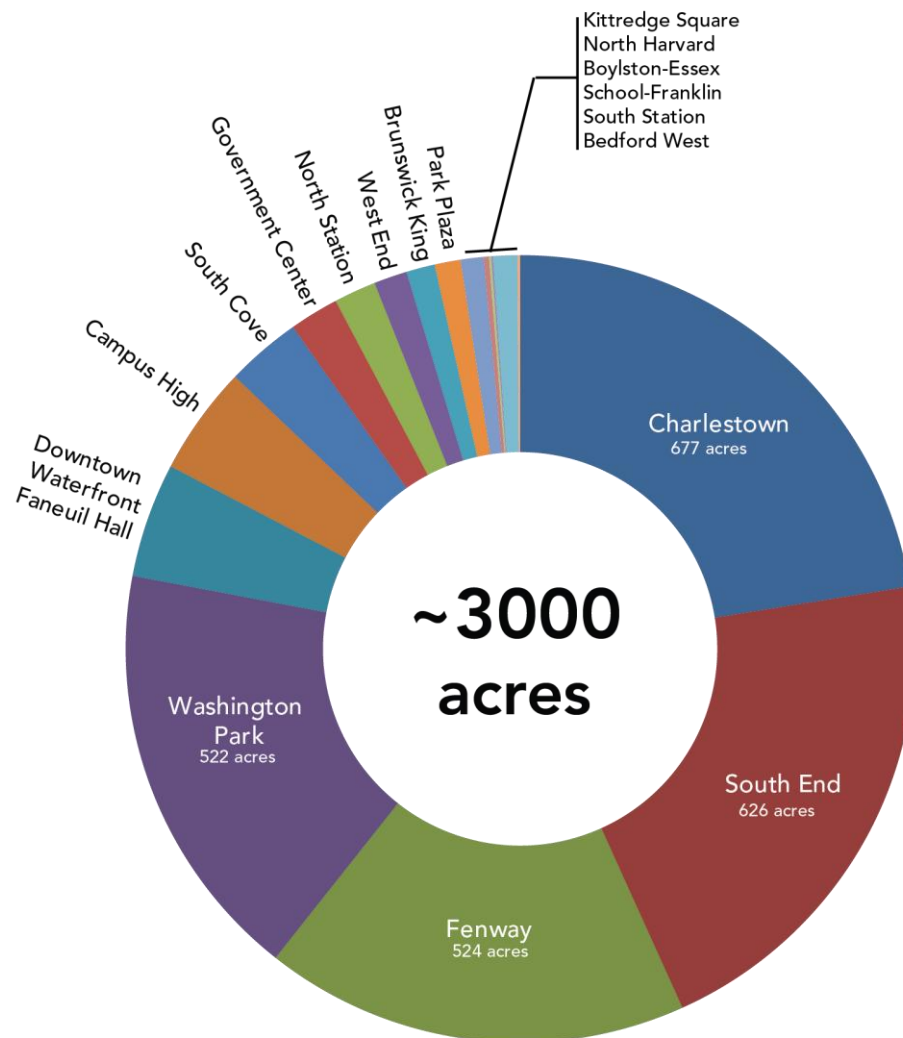 Kittredge Square
North Harvard
Boylston-Essex
School-Franklin
South Station
Bedford West
Park Plaza
Brunswick King
West End
North Station
Government Center
South Cove
Campus High
Downtown
Waterfront
Faneuil Hall
Charlestown
677 acres
~3000
acres
Washington
Park
522 acres
South End
626 acres
Fenway
524 acres